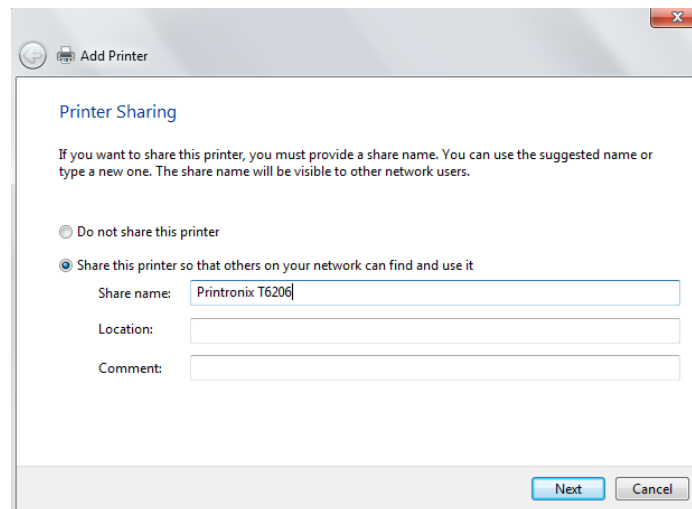 Add Printer
Printer Sharing
If you want to share this printer, you must provide a share name. You can use the suggested name or
type a new one. The share name will be visible to other network users.
Do not share this printer
Share this printer so that others on your network can find and use it
Share name: Printronix T6206
Location:
Comment:
Next Cancel